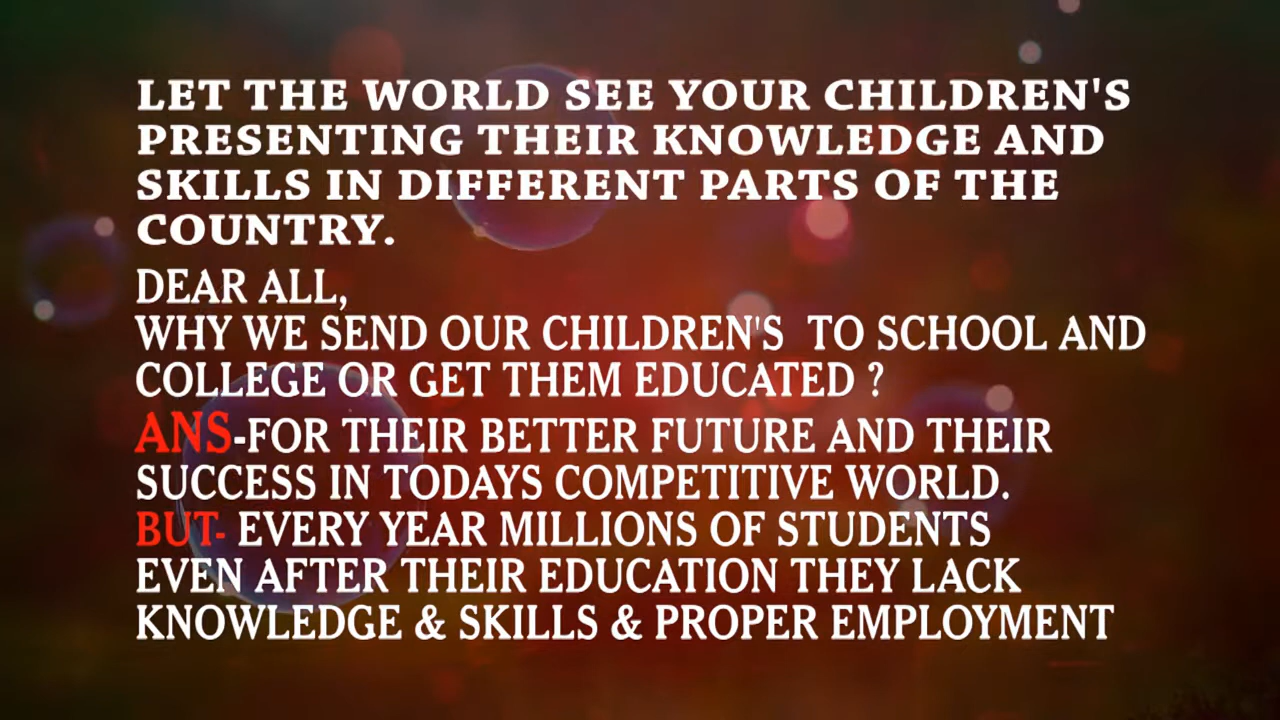 LET THE WORLD SEE YOUR CHILDREN'S
PRESENTING THEIR KNOWLEDGE AND
SKILLS IN DIFFERENT PARTS OF THE
COUNTRY.
DEAR ALL,
WHY WE SEND OUR CHILDREN'S  TO SCHOOL AND
COLLEGE OR GET THEM EDUCATED ?
ANS-FOR THEIR BETTER FUTURE AND THEIR
SUCCESS IN TODAYS COMPETITIVE WORLD.
BUT- EVERY YEAR MILLIONS OF STUDENTS
EVEN AFTER THEIR EDUCATION THEY LACK
KNOWLEDGE & SKILLS & PROPER EMPLOYMENT